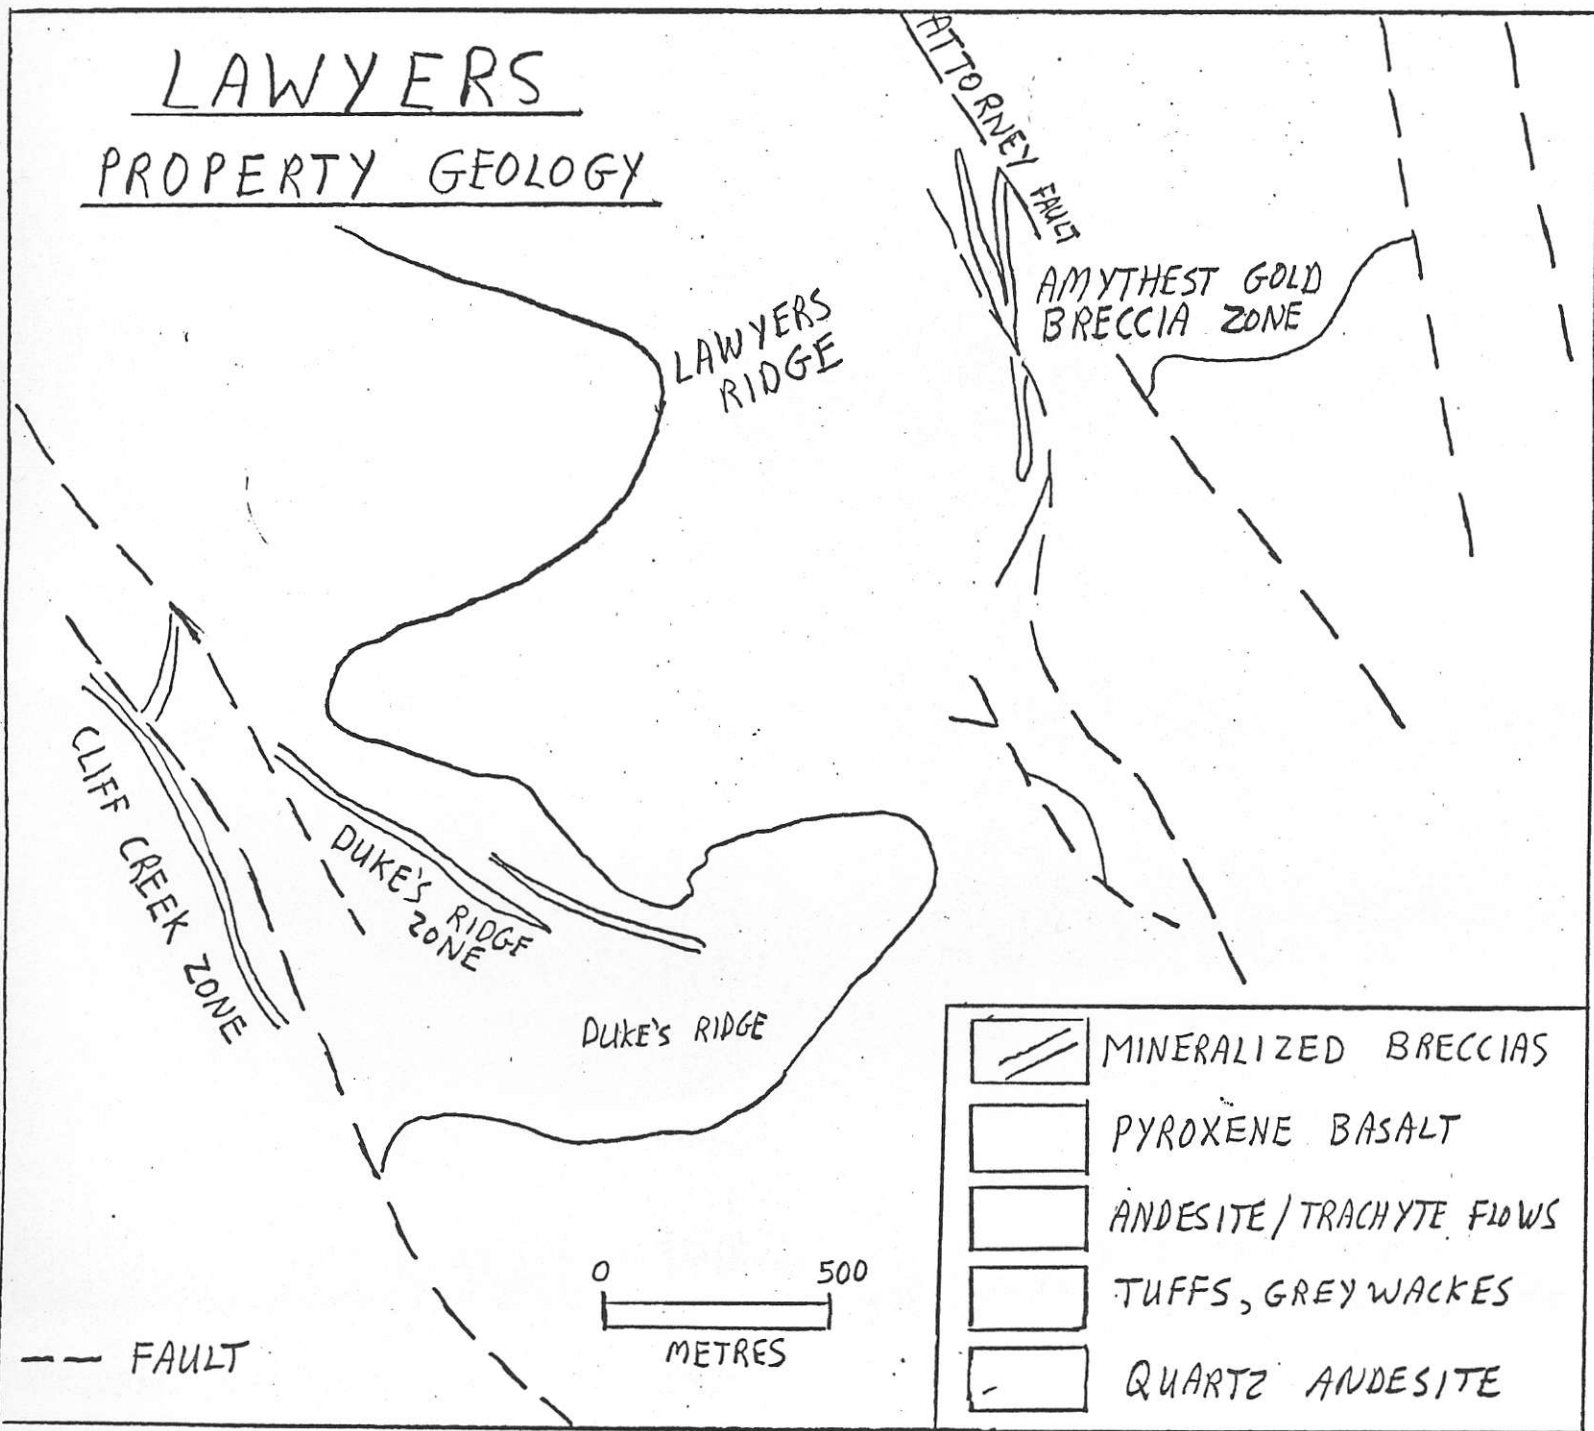 LAWYERS
PROPERTY GEOLOGY
ATTORNEY FAULT
AMYTHEST GOLD
BRECCIA ZONE
LAWYERS
RIDGE
CLIFF CREEK ZONE
DUKE'S RIDGE
ZONE
DUKE'S RIDGE
MINERALIZED BRECCIAS
PYROXENE BASALT
ANDESITE/TRACHYTE FLOWS
TUFFS, GREYWACKES
QUARTZ ANDESITE
0 500
METRES
FAULT